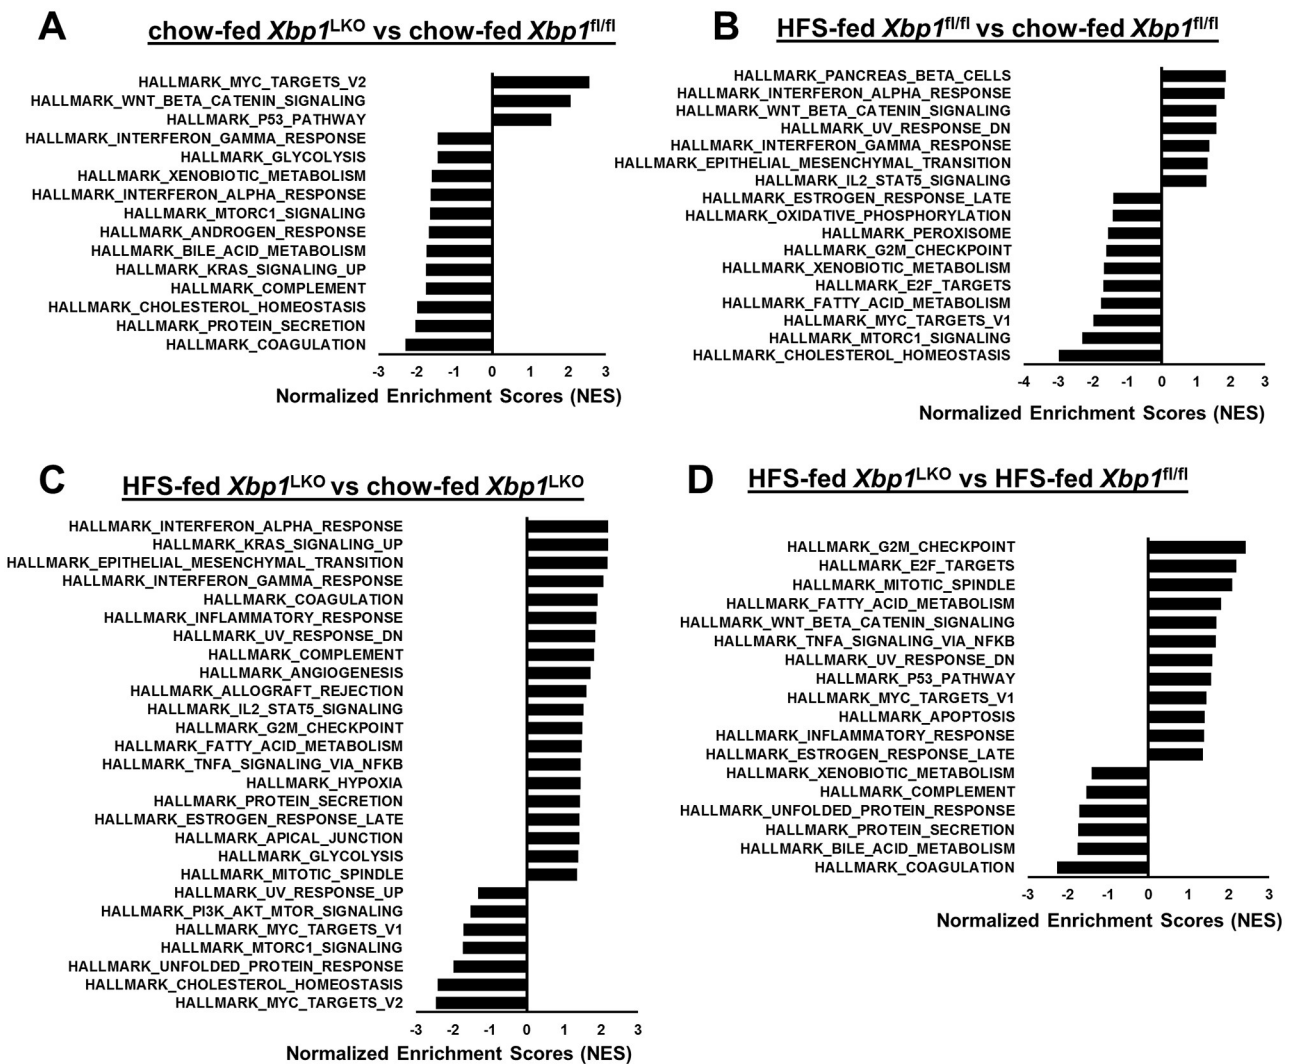 A
chow-fed Xbp1LKO vs chow-fed Xbp1fl/fl
HALLMARK_MYC_TARGETS_V2
HALLMARK_WNT_BETA_CATENIN_SIGNALING
HALLMARK_P53_PATHWAY
HALLMARK_INTERFERON_GAMMA_RESPONSE
HALLMARK_GLYCOLYSIS
HALLMARK_XENOBIOTIC_METABOLISM
HALLMARK_INTERFERON_ALPHA_RESPONSE
HALLMARK_MTORC1_SIGNALING
HALLMARK_ANDROGEN_RESPONSE
HALLMARK_BILE_ACID_METABOLISM
HALLMARK_KRAS_SIGNALING_UP
HALLMARK_COMPLEMENT
HALLMARK_CHOLESTEROL_HOMEOSTASIS
HALLMARK_PROTEIN_SECRETION
HALLMARK_COAGULATION
-3 -2 -1 0 1 2 3
Normalized Enrichment Scores (NES)
B
HFS-fed Xbp1fl/fl vs chow-fed Xbp1fl/fl
HALLMARK_PANCREAS_BETA_CELLS
HALLMARK_INTERFERON_ALPHA_RESPONSE
HALLMARK_WNT_BETA_CATENIN_SIGNALING
HALLMARK_UV_RESPONSE_DN
HALLMARK_INTERFERON_GAMMA_RESPONSE
HALLMARK_EPITHELIAL_MESENCHYMAL_TRANSITION
HALLMARK_IL2_STAT5_SIGNALING
HALLMARK_ESTROGEN_RESPONSE_LATE
HALLMARK_OXIDATIVE_PHOSPHORYLATION
HALLMARK_PEROXISOME
HALLMARK_G2M_CHECKPOINT
HALLMARK_XENOBIOTIC_METABOLISM
HALLMARK_E2F_TARGETS
HALLMARK_FATTY_ACID_METABOLISM
HALLMARK_MYC_TARGETS_V1
HALLMARK_MTORC1_SIGNALING
HALLMARK_CHOLESTEROL_HOMEOSTASIS
-4 -3 -2 -1 0 1 2 3
Normalized Enrichment Scores (NES)
C
HFS-fed Xbp1LKO vs chow-fed Xbp1LKO
HALLMARK_INTERFERON_ALPHA_RESPONSE
HALLMARK_KRAS_SIGNALING_UP
HALLMARK_EPITHELIAL_MESENCHYMAL_TRANSITION
HALLMARK_INTERFERON_GAMMA_RESPONSE
HALLMARK_COAGULATION
HALLMARK_INFLAMMATORY_RESPONSE
HALLMARK_UV_RESPONSE_DN
HALLMARK_COMPLEMENT
HALLMARK_ANGIOGENESIS
HALLMARK_ALLOGRAFT_REJECTION
HALLMARK_IL2_STAT5_SIGNALING
HALLMARK_G2M_CHECKPOINT
HALLMARK_FATTY_ACID_METABOLISM
HALLMARK_TNFA_SIGNALING_VIA_NFKB
HALLMARK_HYPOXIA
HALLMARK_PROTEIN_SECRETION
HALLMARK_ESTROGEN_RESPONSE_LATE
HALLMARK_APICAL_JUNCTION
HALLMARK_GLYCOLYSIS
HALLMARK_MITOTIC_SPINDLE
HALLMARK_UV_RESPONSE_UP
HALLMARK_PI3K_AKT_MTOR_SIGNALING
HALLMARK_MYC_TARGETS_V1
HALLMARK_MTORC1_SIGNALING
HALLMARK_UNFOLDED_PROTEIN_RESPONSE
HALLMARK_CHOLESTEROL_HOMEOSTASIS
HALLMARK_MYC_TARGETS_V2
-3 -2 -1 0 1 2 3
Normalized Enrichment Scores (NES)
D
HFS-fed Xbp1LKO vs HFS-fed Xbp1fl/fl
HALLMARK_G2M_CHECKPOINT
HALLMARK_E2F_TARGETS
HALLMARK_MITOTIC_SPINDLE
HALLMARK_FATTY_ACID_METABOLISM
HALLMARK_WNT_BETA_CATENIN_SIGNALING
HALLMARK_TNFA_SIGNALING_VIA_NFKB
HALLMARK_UV_RESPONSE_DN
HALLMARK_P53_PATHWAY
HALLMARK_MYC_TARGETS_V1
HALLMARK_APOPTOSIS
HALLMARK_INFLAMMATORY_RESPONSE
HALLMARK_ESTROGEN_RESPONSE_LATE
HALLMARK_XENOBIOTIC_METABOLISM
HALLMARK_COMPLEMENT
HALLMARK_UNFOLDED_PROTEIN_RESPONSE
HALLMARK_PROTEIN_SECRETION
HALLMARK_BILE_ACID_METABOLISM
HALLMARK_COAGULATION
-3 -2 -1 0 1 2 3
Normalized Enrichment Scores (NES)